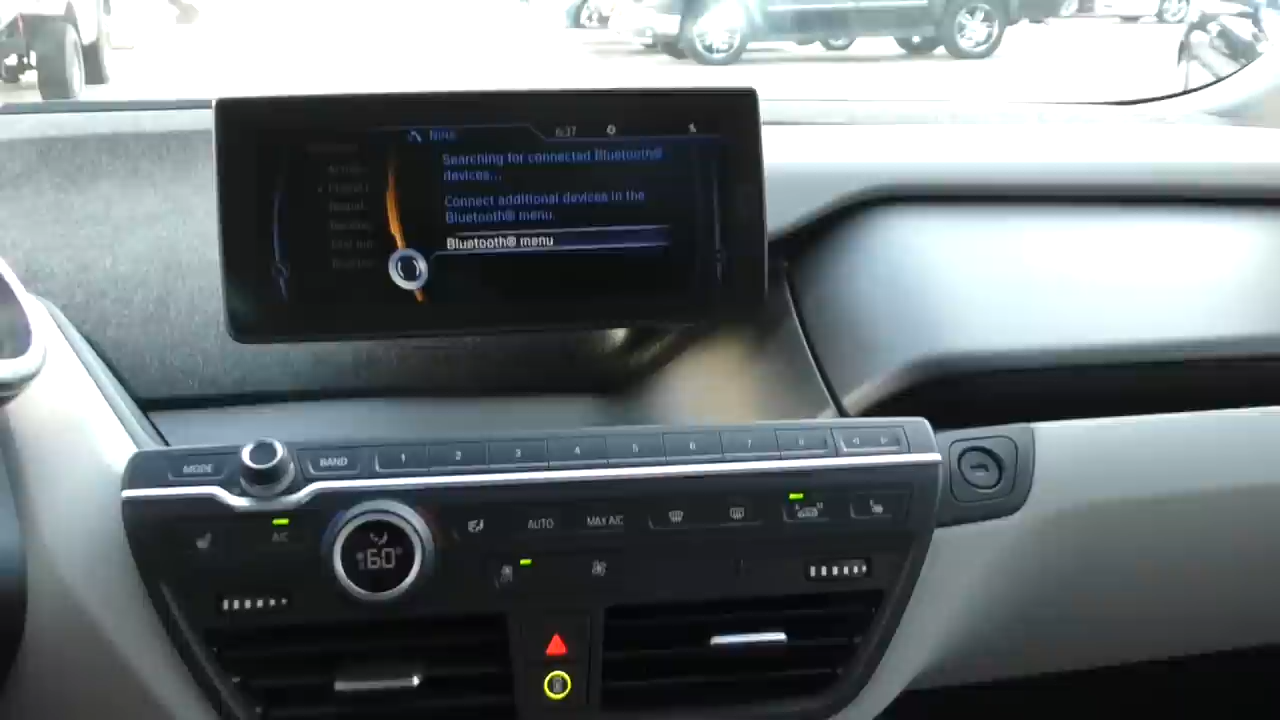 6:37
Searching for connected Bluetooth®
devices...
Connect additional devices in the
Bluetooth® menu.
Bluetooth® menu
MODE
BAND
1
2
3
4
5
6
7
8
A/C
60°
AUTO
MAX A/C